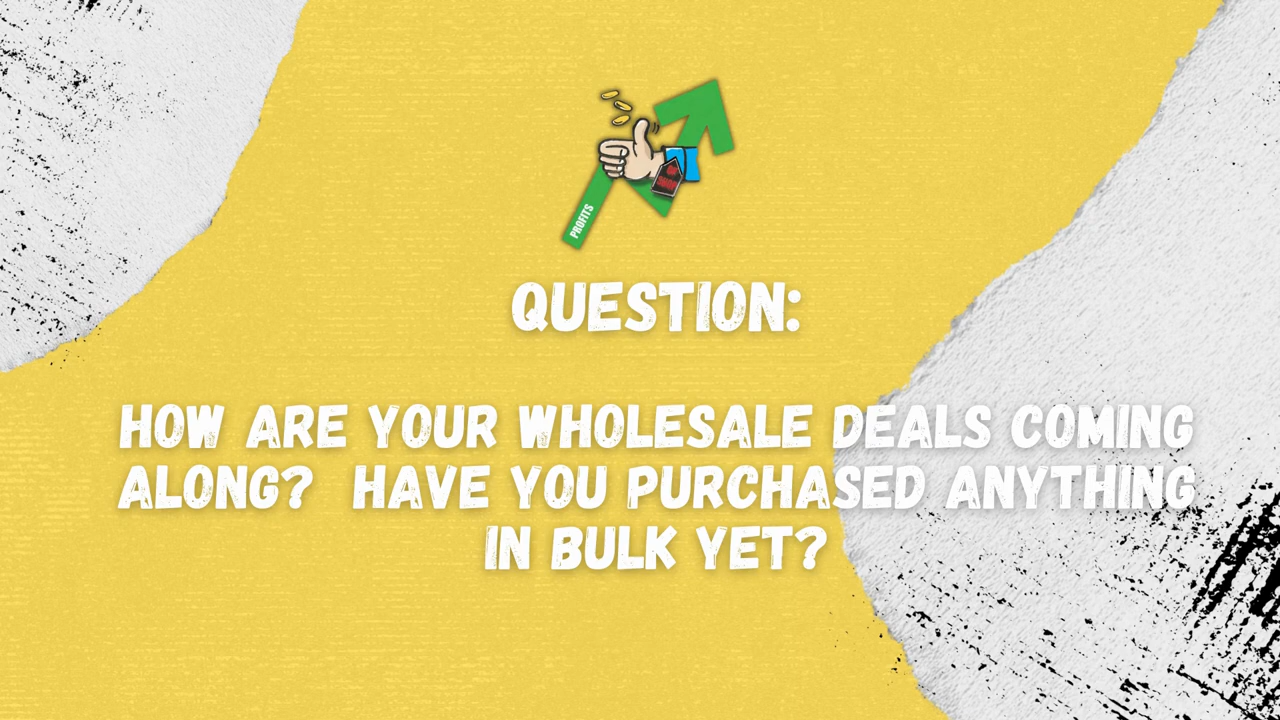 PROFITS
QUESTION:
HOW ARE YOUR WHOLESALE DEALS COMING
ALONG?  HAVE YOU PURCHASED ANYTHING
IN BULK YET?